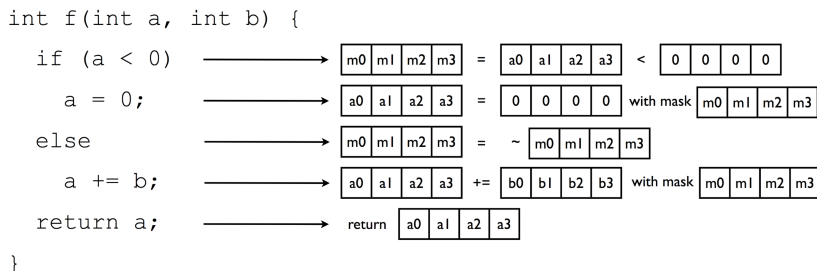 int f(int a, int b) {
if (a < 0) m0 m1 m2 m3 = a0 a1 a2 a3 < 0 0 0 0
a = 0; a0 a1 a2 a3 = 0 0 0 0 with mask m0 m1 m2 m3
else m0 m1 m2 m3 = ~ m0 m1 m2 m3
a += b; a0 a1 a2 a3 += b0 b1 b2 b3 with mask m0 m1 m2 m3
return a; return a0 a1 a2 a3
}